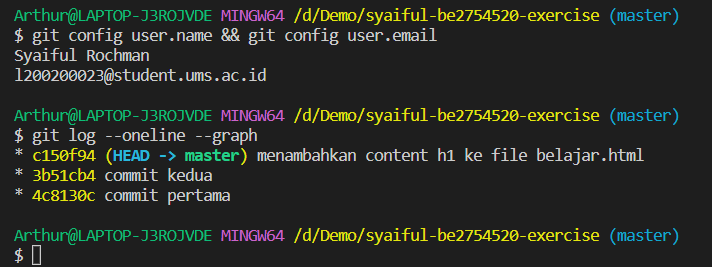 Arthur@LAPTOP-J3ROJVDE MINGW64 /d/Demo/syaiful-be2754520-exercise (master)
$ git config user.name && git config user.email
Syaiful Rochman
l200200023@student.ums.ac.id
Arthur@LAPTOP-J3ROJVDE MINGW64 /d/Demo/syaiful-be2754520-exercise (master)
$ git log --oneline --graph
* c150f94 (HEAD -> master) menambahkan content h1 ke file belajar.html
* 3b51cb4 commit kedua
* 4c8130c commit pertama
Arthur@LAPTOP-J3ROJVDE MINGW64 /d/Demo/syaiful-be2754520-exercise (master)
$